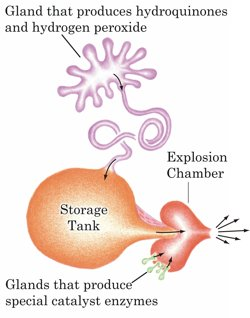 Gland that produces hydroquinones
and hydrogen peroxide
Explosion
Chamber
Storage
Tank
Glands that produce
special catalyst enzymes